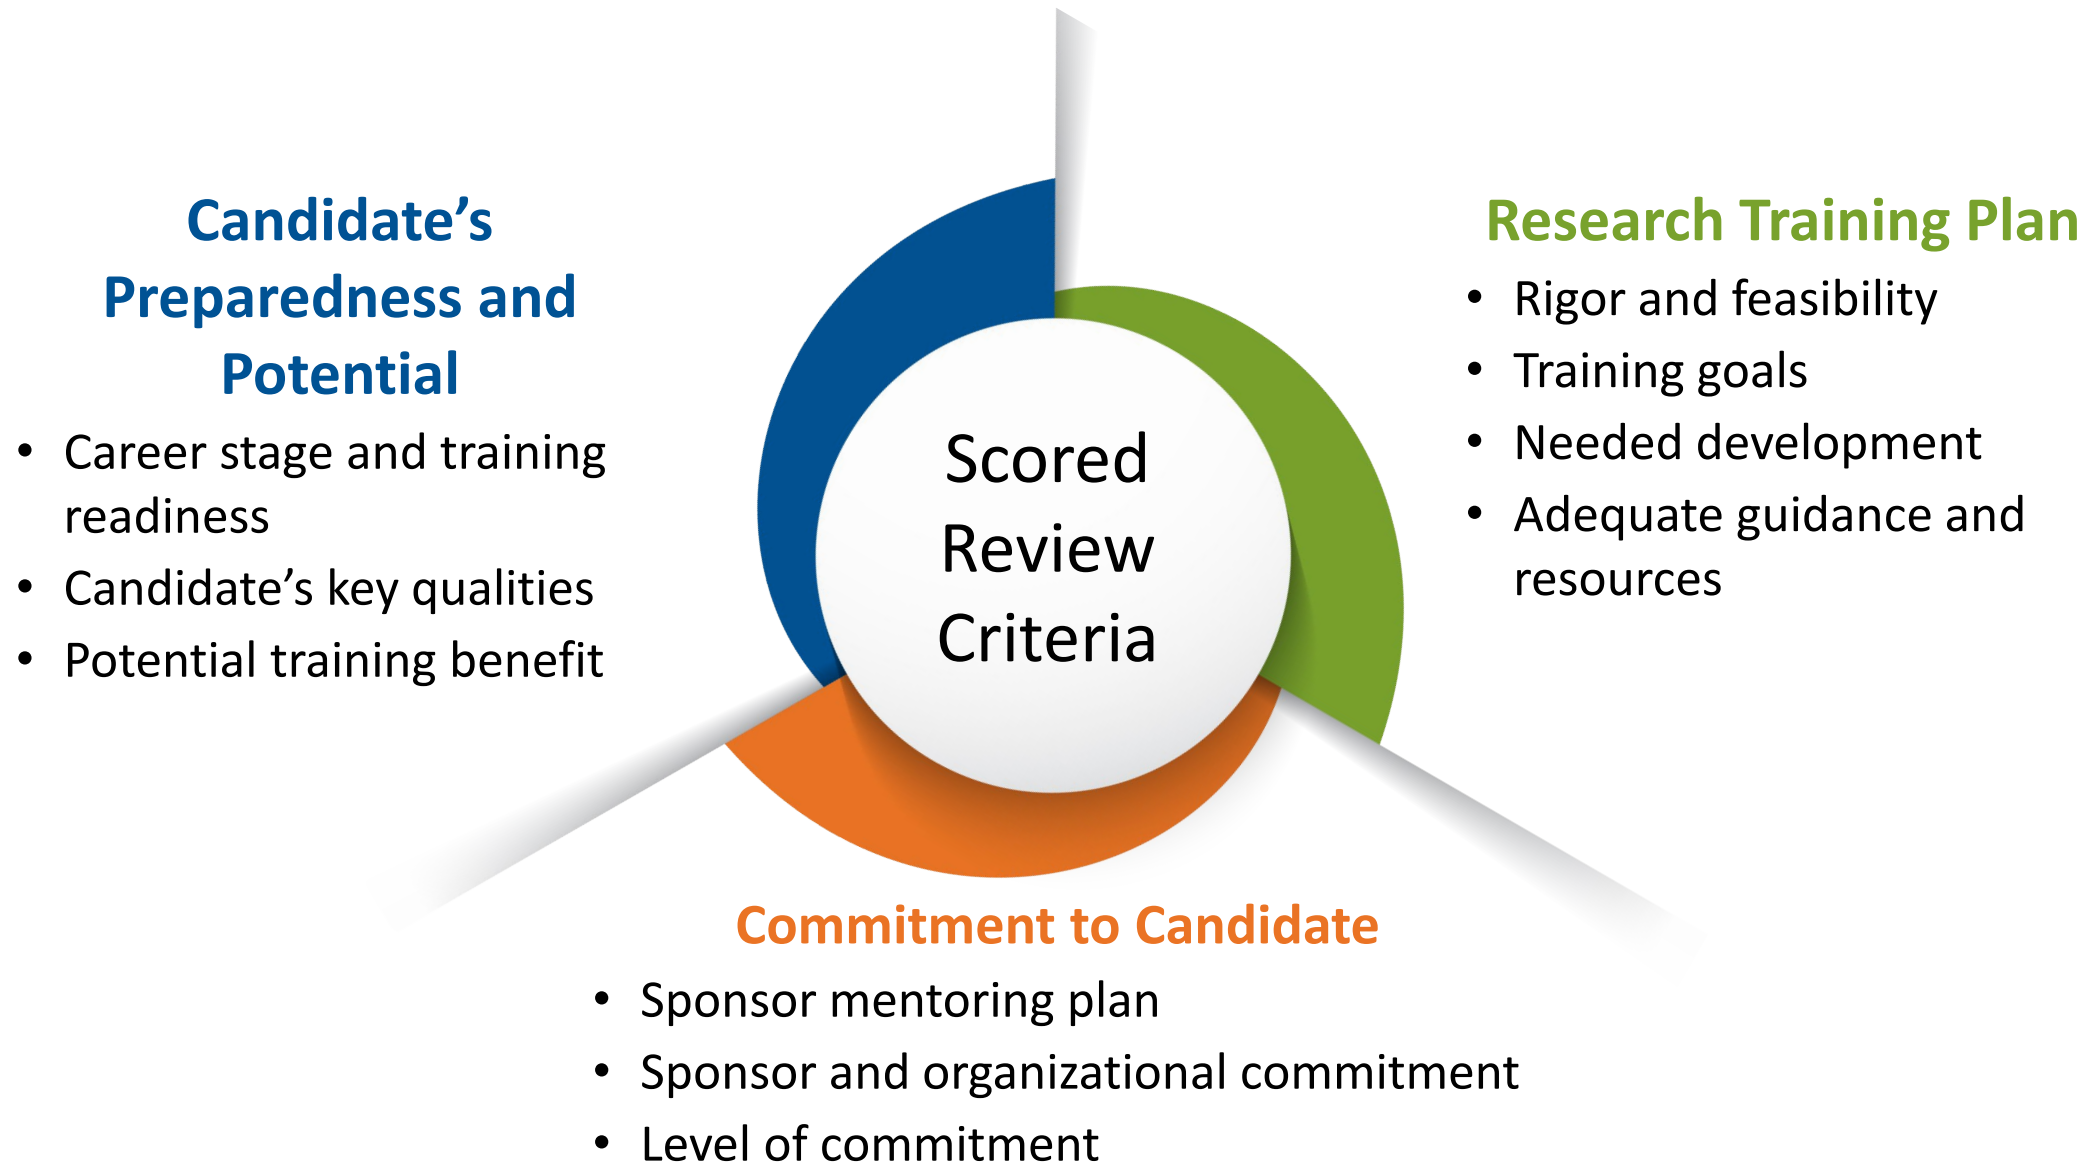 Candidate’s
Preparedness and
Potential
• Career stage and training
readiness
• Candidate’s key qualities
• Potential training benefit
Scored
Review
Criteria
Research Training Plan
• Rigor and feasibility
• Training goals
• Needed development
• Adequate guidance and
resources
Commitment to Candidate
• Sponsor mentoring plan
• Sponsor and organizational commitment
• Level of commitment